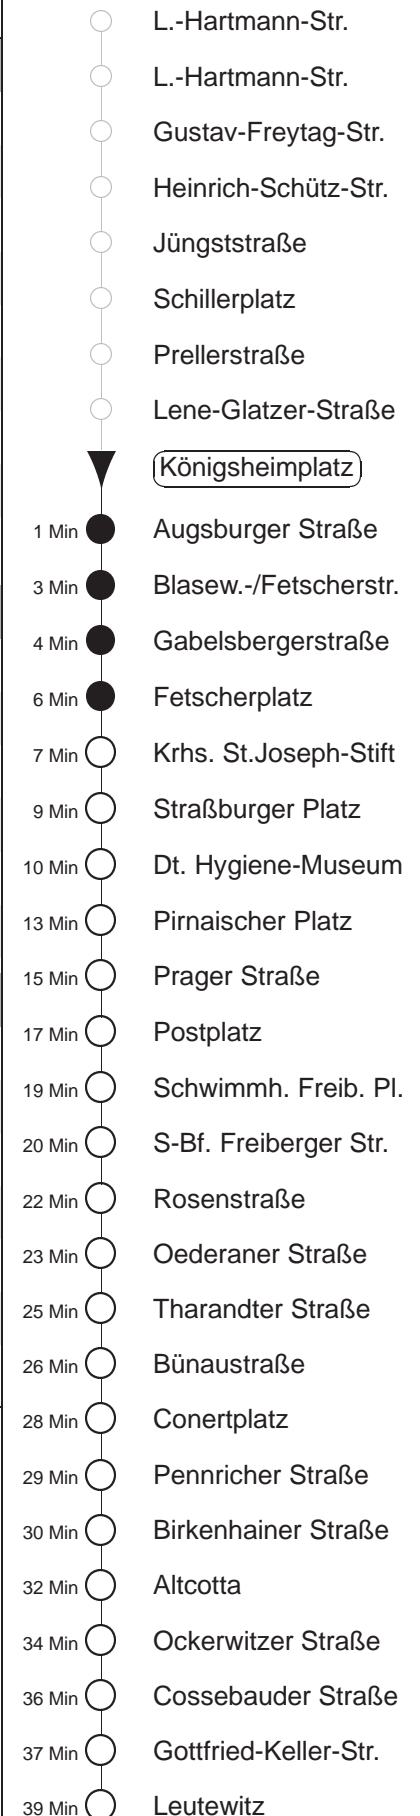 L.-Hartmann-Str.
L.-Hartmann-Str.
Gustav-Freytag-Str.
Heinrich-Schütz-Str.
Jüngststraße
Schillerplatz
Prellerstraße
Lene-Glatzer-Straße
Königsheimplatz
1 Min Augsburger Straße
3 Min Blasew.-/Fetscherstr.
4 Min Gabelsbergerstraße
6 Min Fetscherplatz
7 Min Krhs. St.Joseph-Stift
9 Min Straßburger Platz
10 Min Dt. Hygiene-Museum
13 Min Pirnaischer Platz
15 Min Prager Straße
17 Min Postplatz
19 Min Schwimmh. Freib. Pl.
20 Min S-Bf. Freiberger Str.
22 Min Rosenstraße
23 Min Oederaner Straße
25 Min Tharandter Straße
26 Min Bünaustraße
28 Min Conertplatz
29 Min Pennricher Straße
30 Min Birkenhainer Straße
32 Min Altcotta
34 Min Ockerwitzer Straße
36 Min Cossebauder Straße
37 Min Gottfried-Keller-Str.
39 Min Leutewitz